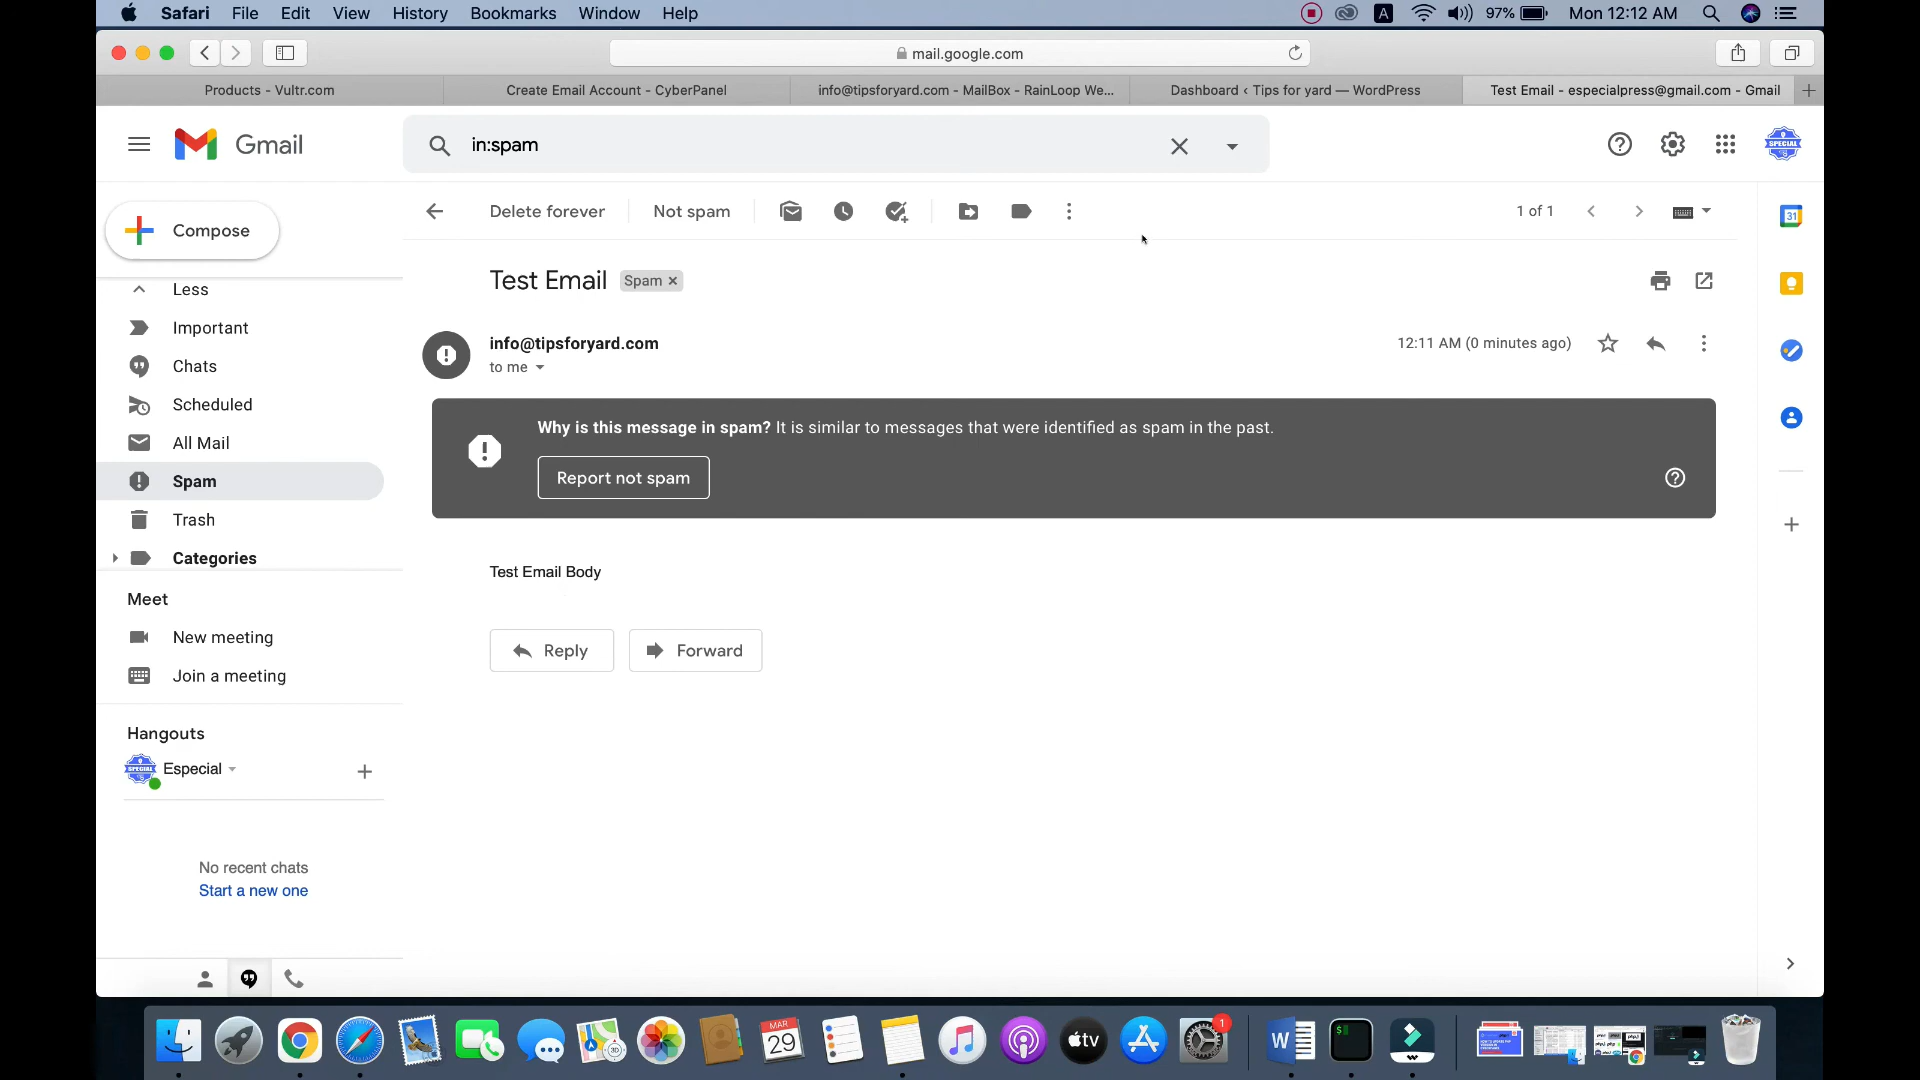 Safari File Edit View History Bookmarks Window Help A 97% Mon 12:12 AM
mail.google.com
Products - Vultr.com Create Email Account - CyberPanel info@tipsforyard.com - MailBox - RainLoop We... Dashboard ‹ Tips for yard — WordPress Test Email - especialpress@gmail.com - Gmail
Gmail in:spam
SPECIAL
Compose
Delete forever Not spam 1 of 1
31
Less
Important
Chats
Scheduled
All Mail
Spam
Trash
Categories
Meet
New meeting
Join a meeting
Hangouts
Especial
No recent chats
Start a new one
Test Email Spam ×
info@tipsforyard.com 12:11 AM (0 minutes ago)
to me
Why is this message in spam? It is similar to messages that were identified as spam in the past.
Report not spam
Test Email Body
Reply Forward
MAR
29
tv
1
W
$